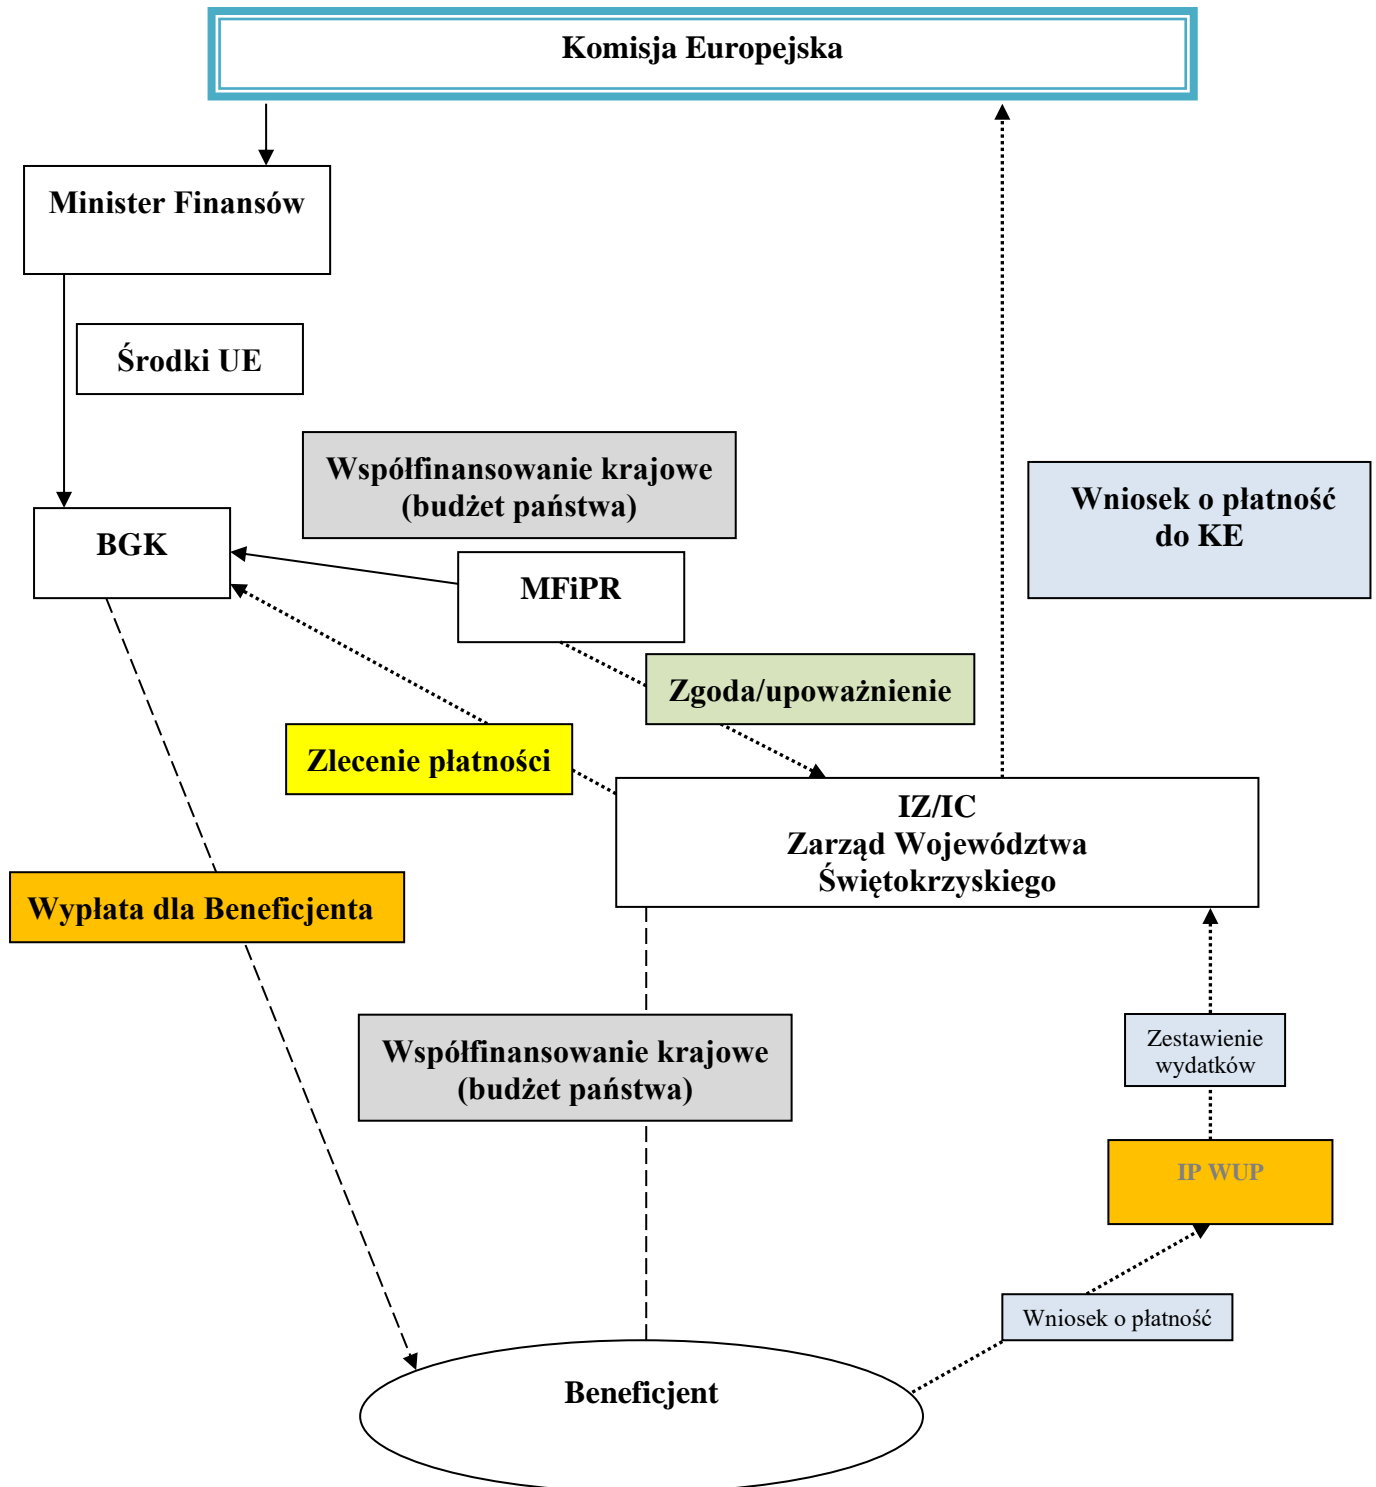 Komisja Europejska
Minister Finansów
Środki UE
Współfinansowanie krajowe
(budżet państwa)
Wniosek o płatność
do KE
BGK
MFiPR
Zgoda/upoważnienie
Zlecenie płatności
IZ/IC
Zarząd Województwa
Świętokrzyskiego
Wypłata dla Beneficjenta
Współfinansowanie krajowe
(budżet państwa)
Zestawienie
wydatków
IP WUP
Wniosek o płatność
Beneficjent